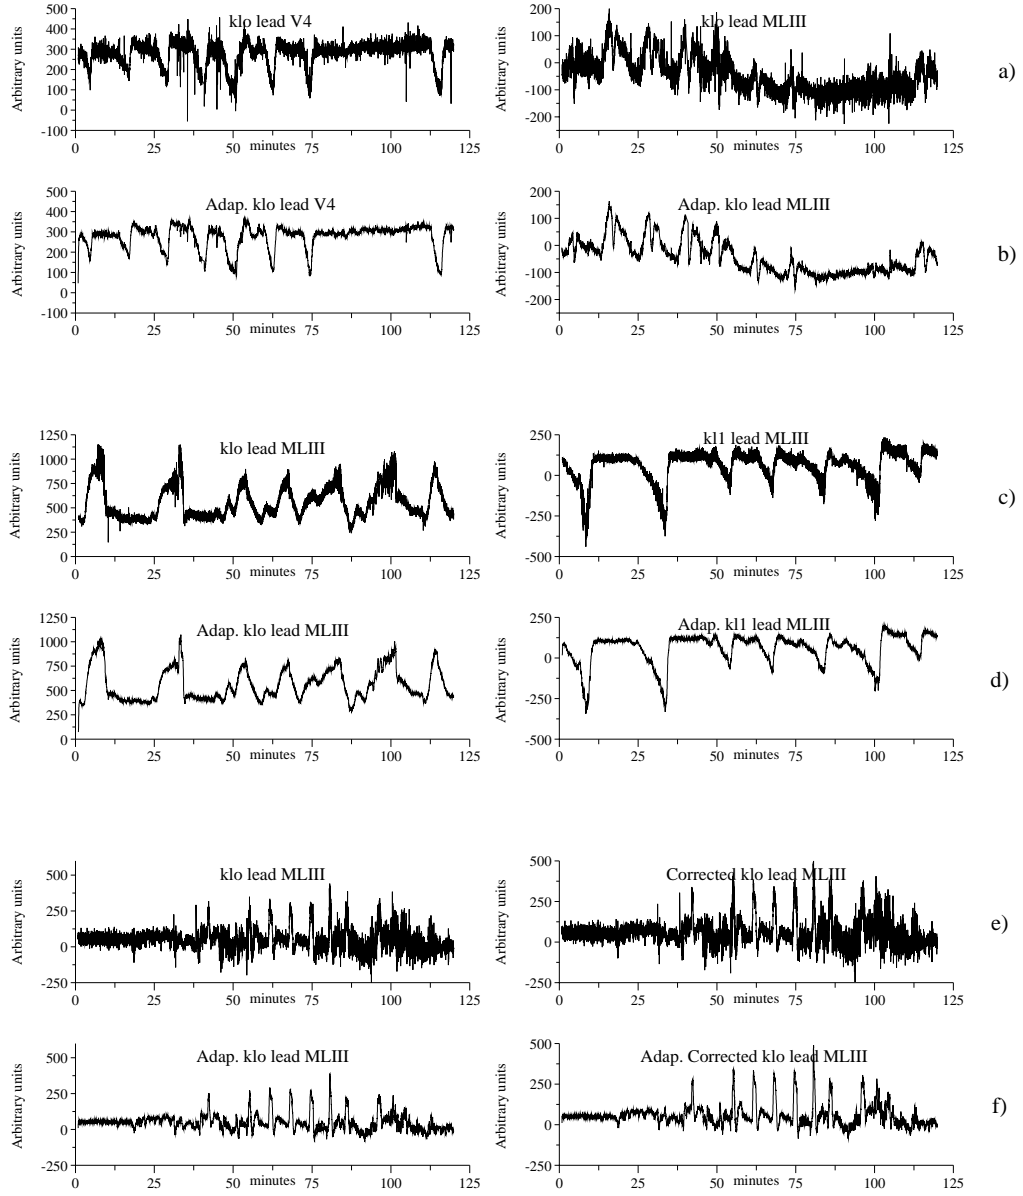 klo lead V4
Arbitrary units
500
400
300
200
100
0
-100
0 25 50 minutes 75 100 125
klo lead MLIII
Arbitrary units
200
100
0
-100
-200
0 25 50 minutes 75 100 125
a)
Adap. klo lead V4
Arbitrary units
500
400
300
200
100
0
-100
0 25 50 minutes 75 100 125
Adap. klo lead MLIII
Arbitrary units
200
100
0
-100
-200
0 25 50 minutes 75 100 125
b)
klo lead MLIII
Arbitrary units
1250
1000
750
500
250
0
0 25 50 minutes 75 100 125
kl1 lead MLIII
Arbitrary units
250
0
-250
-500
0 25 50 minutes 75 100 125
c)
Adap. klo lead MLIII
Arbitrary units
1250
1000
750
500
250
0
0 25 50 minutes 75 100 125
Adap. kl1 lead MLIII
Arbitrary units
250
0
-250
-500
0 25 50 minutes 75 100 125
d)
klo lead MLIII
Arbitrary units
500
250
0
-250
0 25 50 minutes 75 100 125
Corrected klo lead MLIII
Arbitrary units
500
250
0
-250
0 25 50 minutes 75 100 125
e)
Adap. klo lead MLIII
Arbitrary units
500
250
0
-250
0 25 50 minutes 75 100 125
Adap. Corrected klo lead MLIII
Arbitrary units
500
250
0
-250
0 25 50 minutes 75 100 125
f)